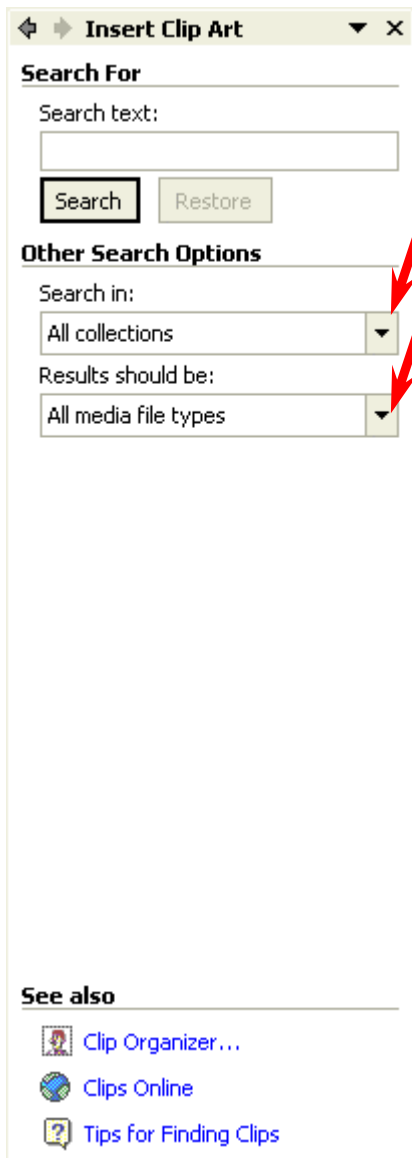 Insert Clip Art
Search For
Search text:
Search Restore
Other Search Options
Search in:
All collections
Results should be:
All media file types
See also
Clip Organizer...
Clips Online
Tips for Finding Clips